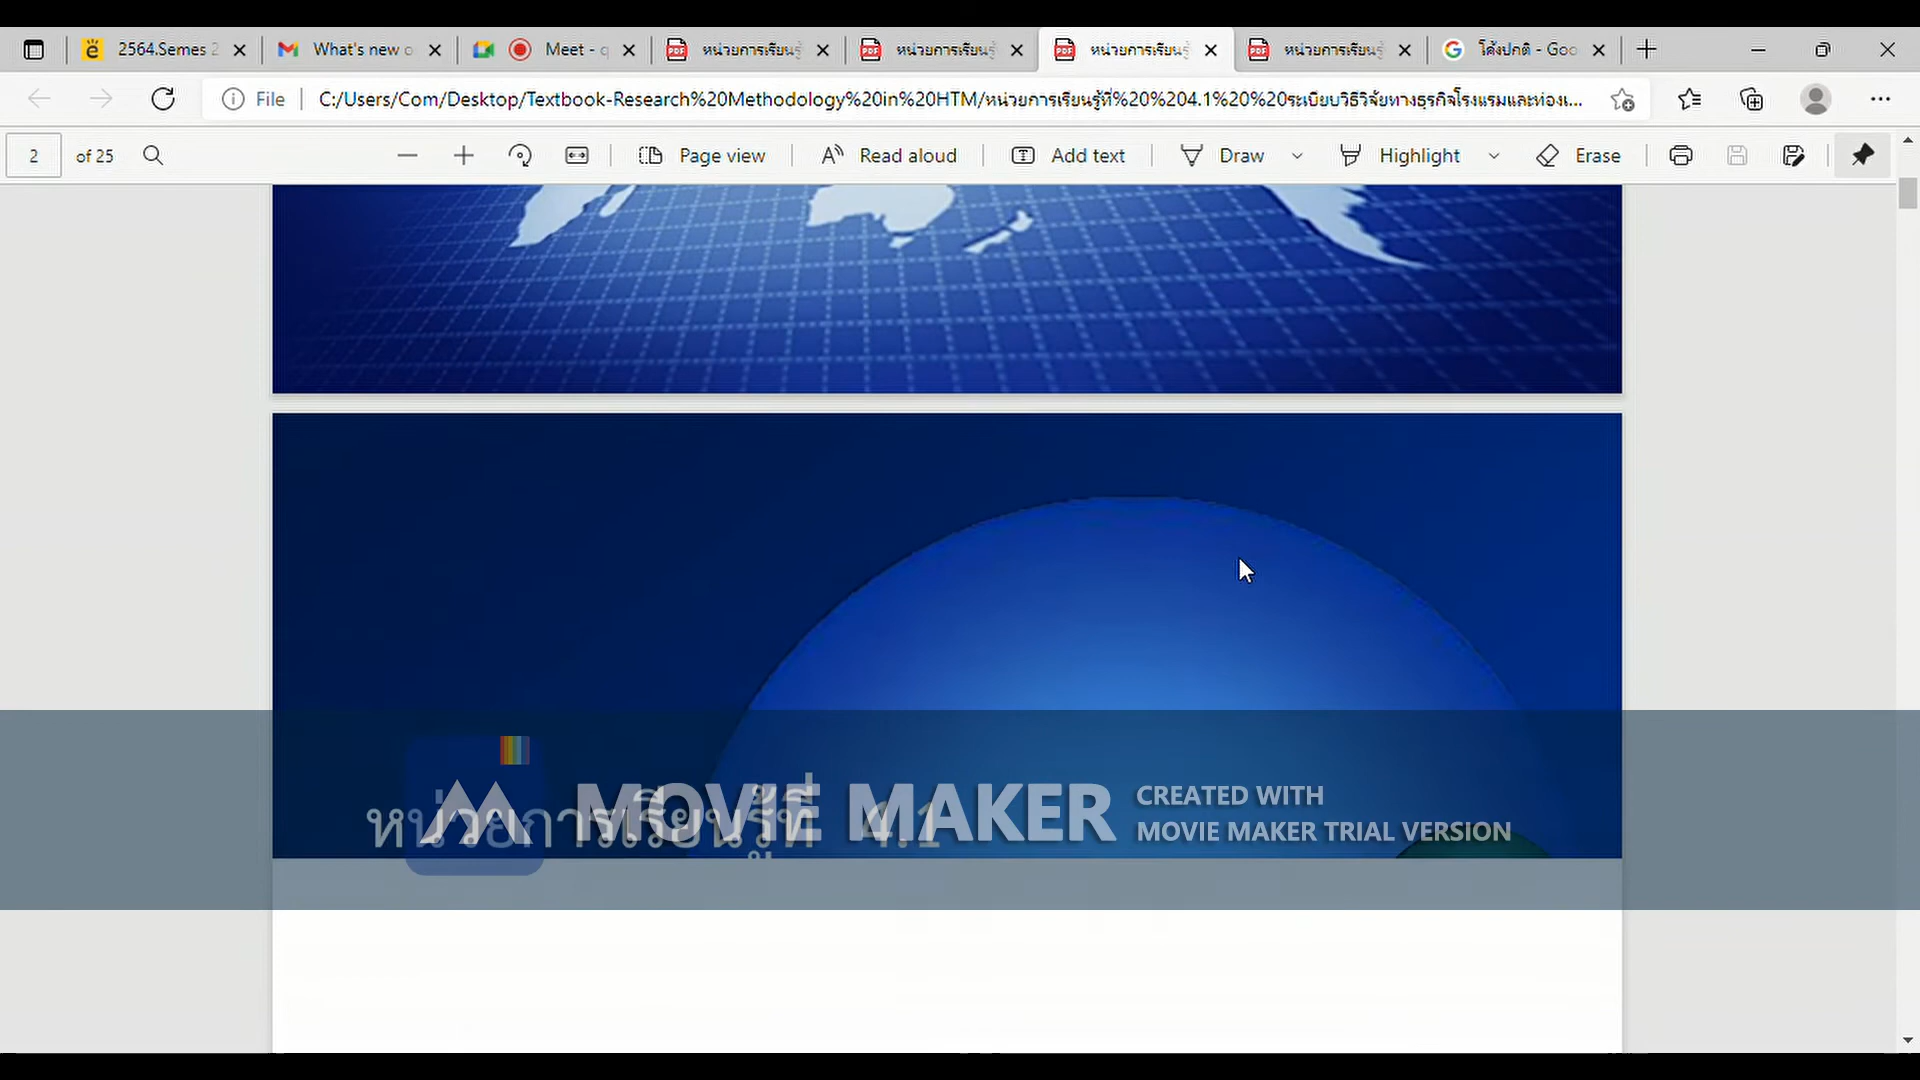 2564.Semes 2
What's new o
Meet - q
หน่วยการเรียนรู้
หน่วยการเรียนรู้
หน่วยการเรียนรู้
หน่วยการเรียนรู้
โค้งปกติ - Goo
File
C:/Users/Com/Desktop/Textbook-Research%20Methodology%20in%20HTM/หน่วยการเรียนรู้ที่%20%204.1%20%20ระเบียบวิธีวิจัยทางธุรกิจโรงแรมและท่องเ...
2 of 25
Page view
Read aloud
Add text
Draw
Highlight
Erase
หน่วยการเรียนรู้ที่ 4.1
MOVIE MAKER
CREATED WITH
MOVIE MAKER TRIAL VERSION